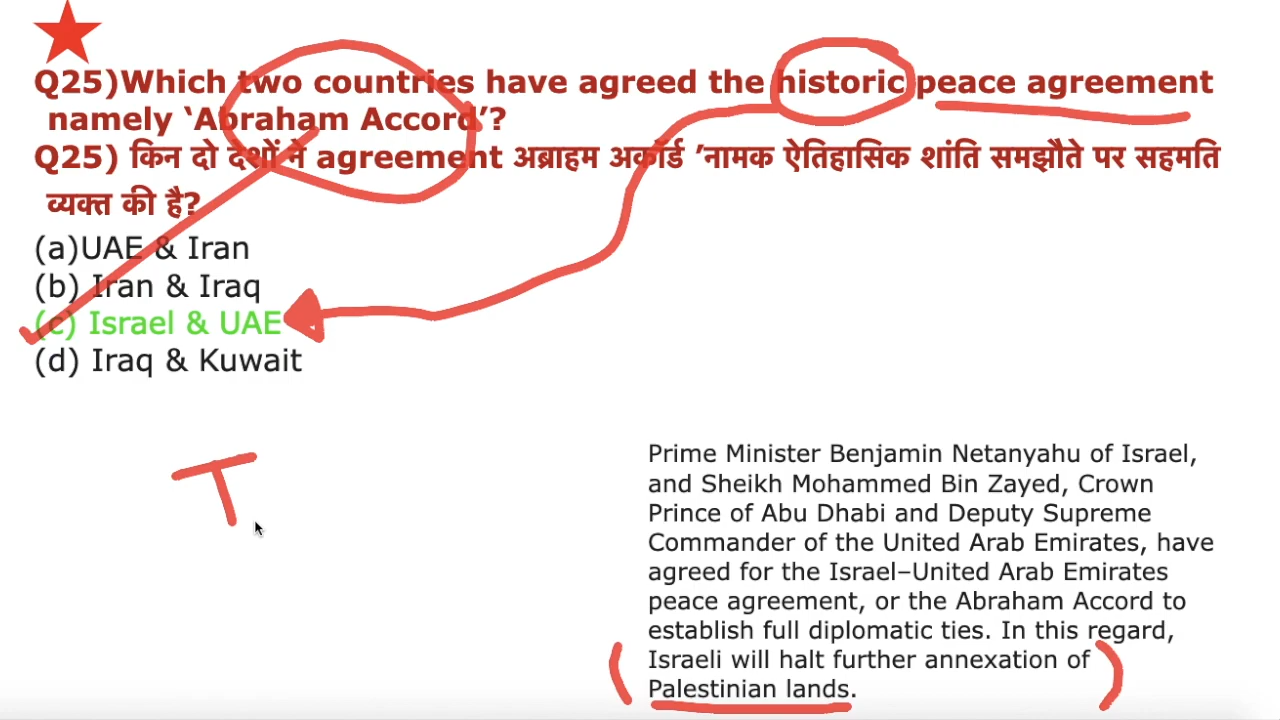 Q25)Which two countries have agreed the historic peace agreement
namely ‘Abraham Accord’?
Q25) किन दो देशों ने agreement अब्राहम अकॉर्ड ’नामक ऐतिहासिक शांति समझौते पर सहमति
व्यक्त की है?
(a)UAE & Iran
(b) Iran & Iraq
(c) Israel & UAE
(d) Iraq & Kuwait
T
Prime Minister Benjamin Netanyahu of Israel,
and Sheikh Mohammed Bin Zayed, Crown
Prince of Abu Dhabi and Deputy Supreme
Commander of the United Arab Emirates, have
agreed for the Israel–United Arab Emirates
peace agreement, or the Abraham Accord to
establish full diplomatic ties. In this regard,
Israeli will halt further annexation of
Palestinian lands.